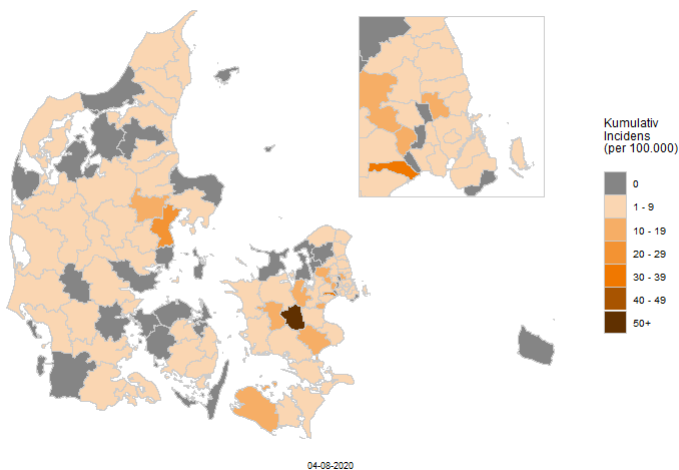 Kumulativ
Incidens
(per 100.000)
0
1 - 9
10 - 19
20 - 29
30 - 39
40 - 49
50+
04-08-2020